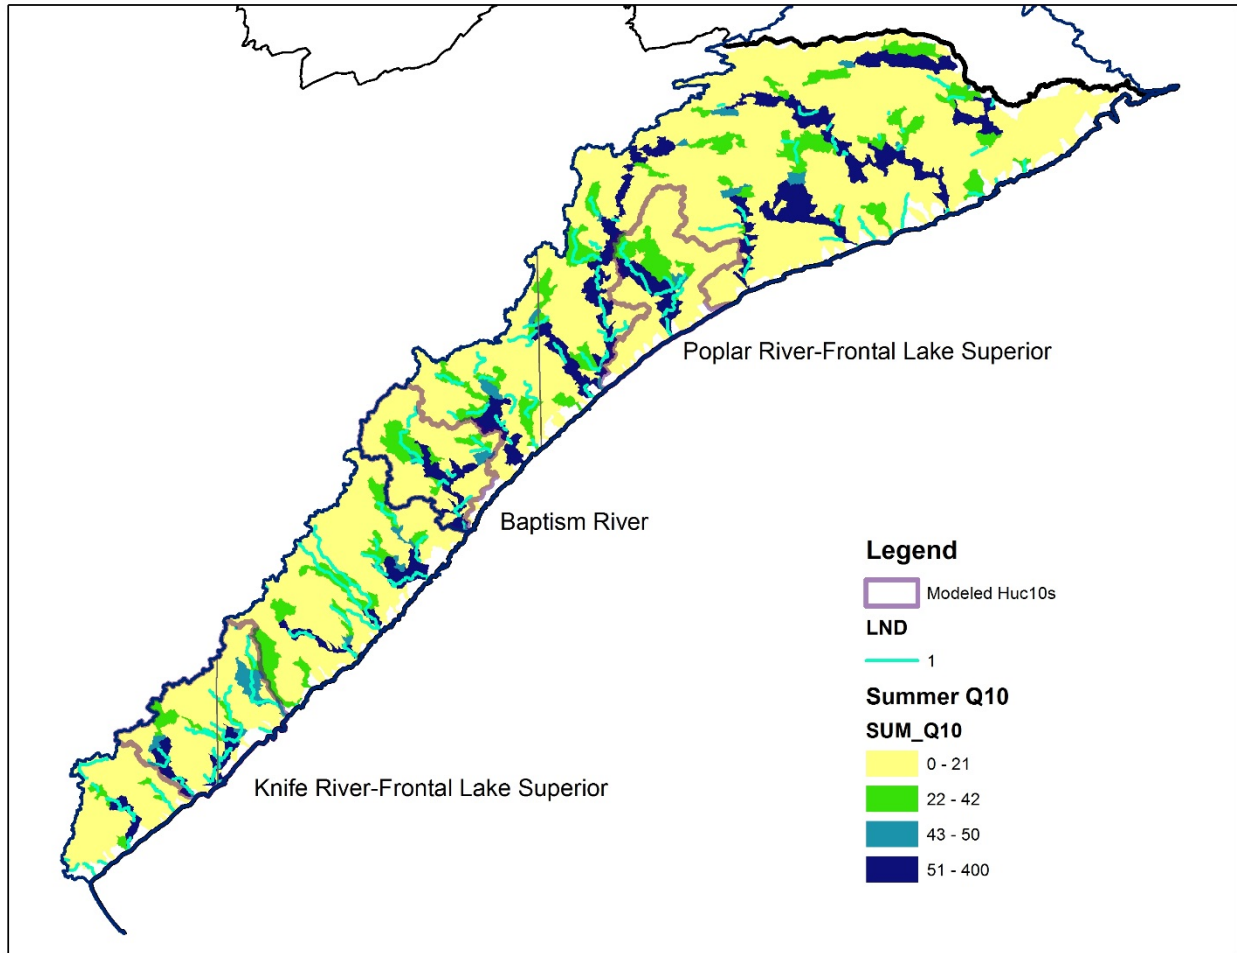 Poplar River-Frontal Lake Superior
Baptism River
Knife River-Frontal Lake Superior
Legend
Modeled Huc10s
LND
1
Summer Q10
SUM_Q10
0 - 21
22 - 42
43 - 50
51 - 400